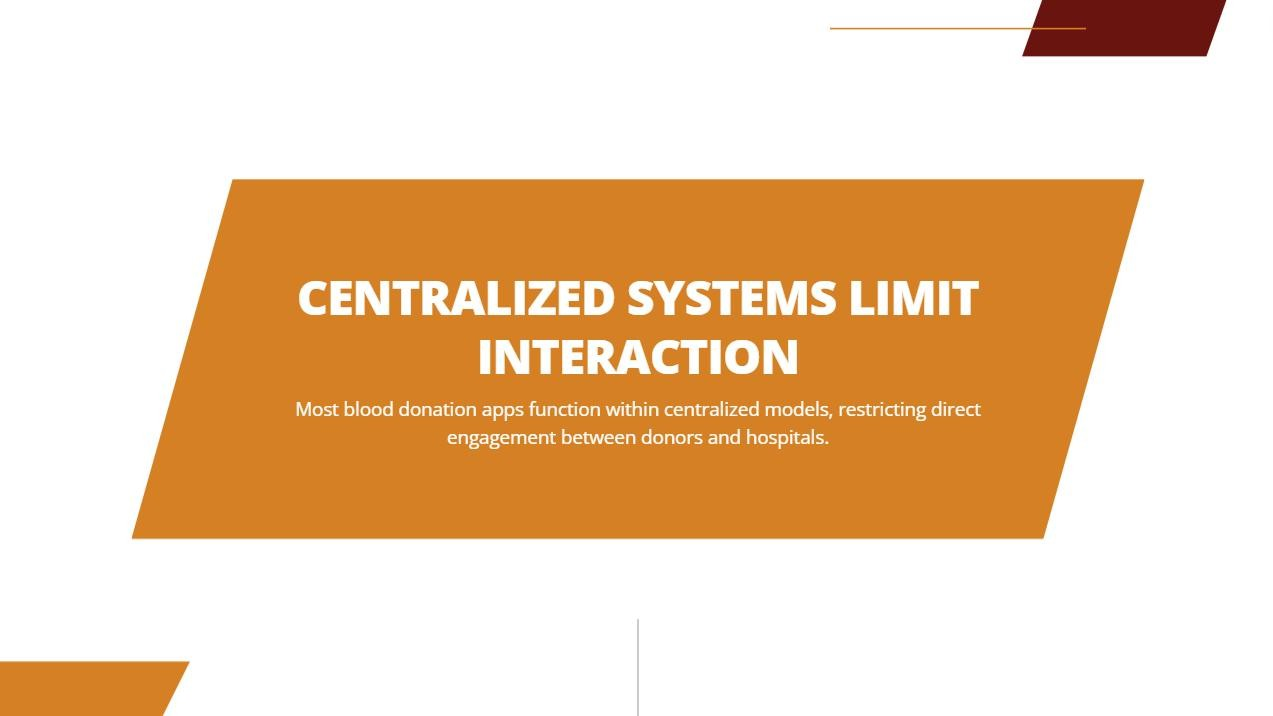 CENTRALIZED SYSTEMS LIMIT
INTERACTION
Most blood donation apps function within centralized models, restricting direct
engagement between donors and hospitals.